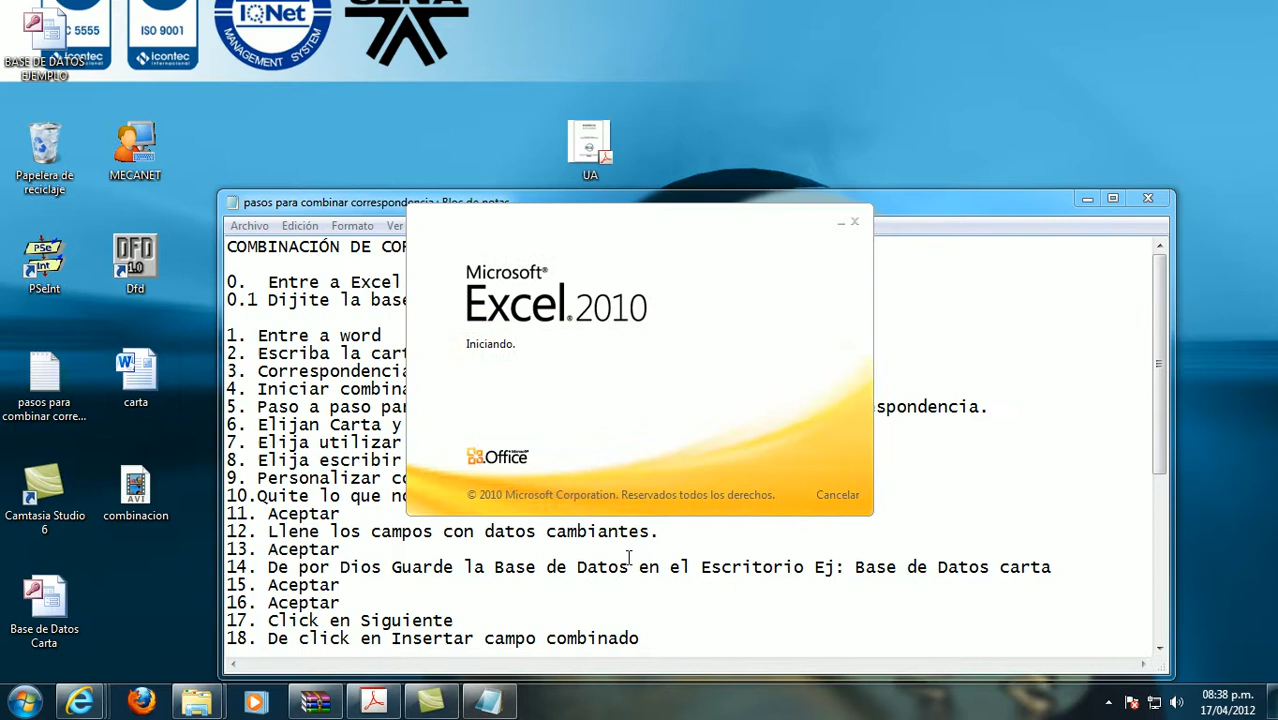 IQNet
MANAGEMENT SYSTEM
C 5555
icontec
internacional
ISO 9001
icontec
internacional
BASE DE DATOS
EJEMPLO
Papelera de
reciclaje
MECANET
UA
PSeInt
Dfd
pasos para
combinar corre...
carta
Camtasia Studio
6
combinacion
Base de Datos
Carta
pasos para combinar correspondencia : Bloc de notas
Archivo Edición Formato Ver
COMBINACIÓN DE COR
0. Entre a Excel
0.1 Dijite la base
1. Entre a word
2. Escriba la cart
3. Correspondencia
4. Iniciar combina
5. Paso a paso par spondencia.
6. Elijan Carta y
7. Elija utilizar
8. Elija escribir
9. Personalizar co
10.Quite lo que no
11. Aceptar
12. Llene los campos con datos cambiantes.
13. Aceptar
14. De por Dios Guarde la Base de Datos en el Escritorio Ej: Base de Datos carta
15. Aceptar
16. Aceptar
17. Click en Siguiente
18. De click en Insertar campo combinado
Microsoft®
Excel® 2010
Iniciando.
Microsoft®
Office
© 2010 Microsoft Corporation. Reservados todos los derechos. Cancelar
08:38 p.m.
17/04/2012